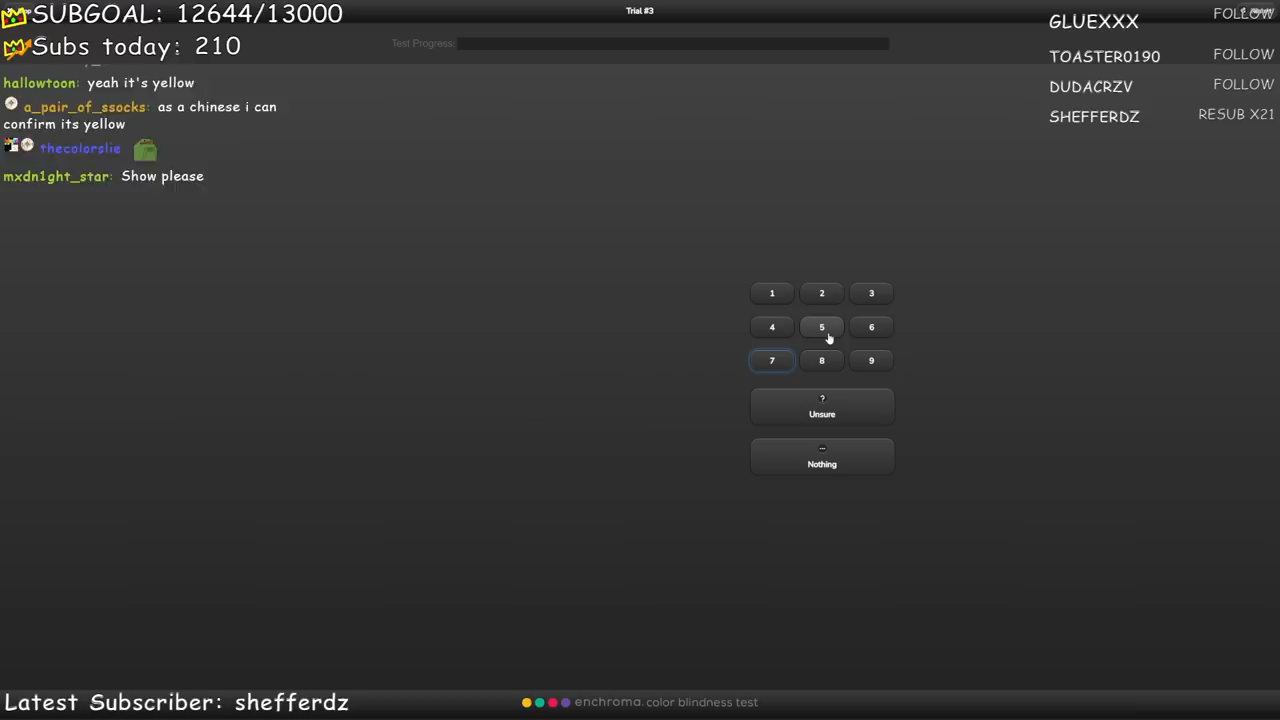 SUBGOAL: 12644/13000
Subs today: 210
hallowtoon: yeah it's yellow
a_pair_of_ssocks: as a chinese i can
confirm its yellow
thecolorslie
mxdn1ght_star: Show please
Trial #3
Test Progress:
GLUEXXX FOLLOW
TOASTER0190 FOLLOW
DUDACRZV FOLLOW
SHEFFERDZ RESUB X21
1 2 3
4 5 6
7 8 9
?
Unsure
Nothing
Latest Subscriber: shefferdz
enchroma. color blindness test